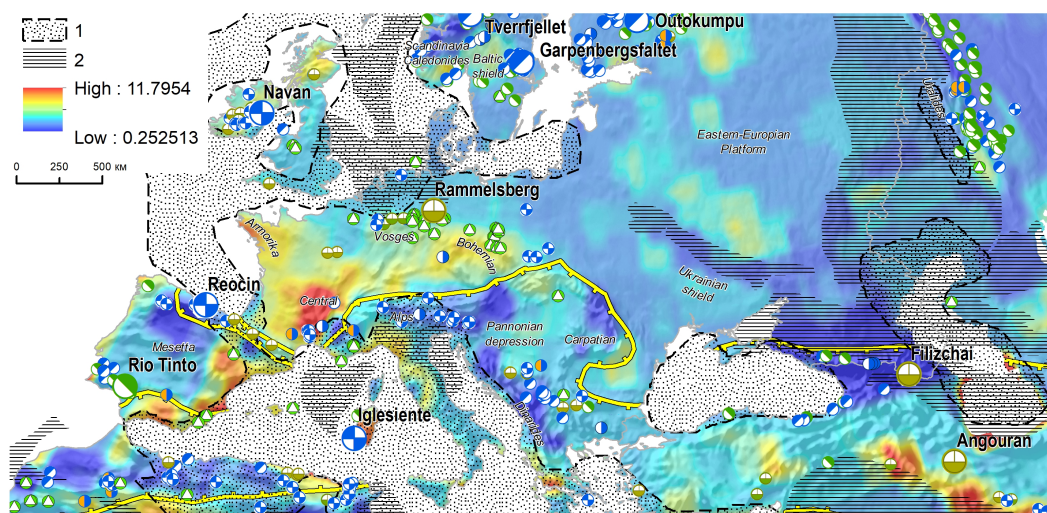 1
2
High : 11.7954
Low : 0.252513
0 250 500 км
Tverrfjellet
Outokumpu
Scandinavia
Caledonides
Baltic
shield
Garpenbergsfaltet
Navan
Uralides
Eastern-Europian
Platform
Rammelsberg
Armorika
Vosges
Bohemian
Reocin
Central
Ukrainian
shield
Alps
Pannonian
depression
Carpatian
Mesetta
Rio Tinto
Filizchai
Iglesiente
Dinarides
Angouran